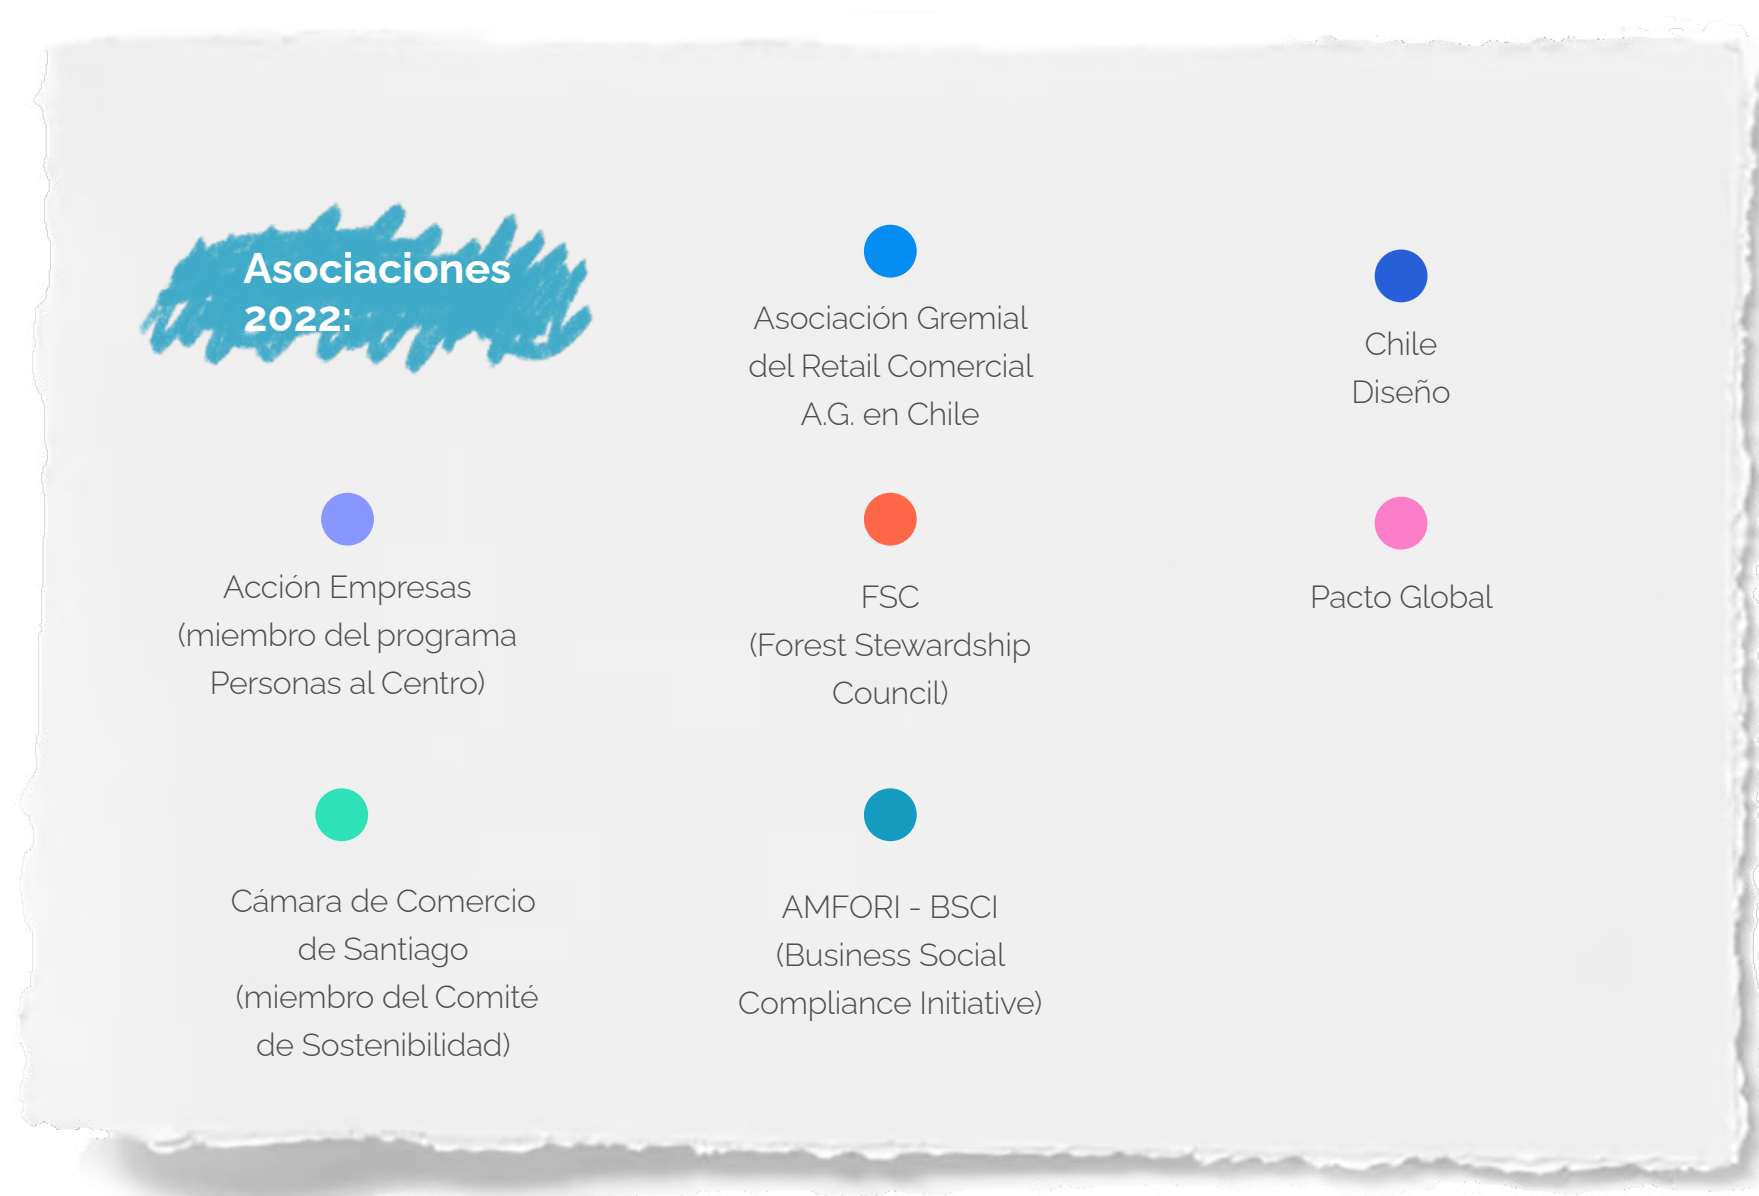 Asociaciones
2022:
Asociación Gremial
del Retail Comercial
A.G. en Chile
Chile
Diseño
Acción Empresas
(miembro del programa
Personas al Centro)
FSC
(Forest Stewardship
Council)
Pacto Global
Cámara de Comercio
de Santiago
(miembro del Comité
de Sostenibilidad)
AMFORI - BSCI
(Business Social
Compliance Initiative)